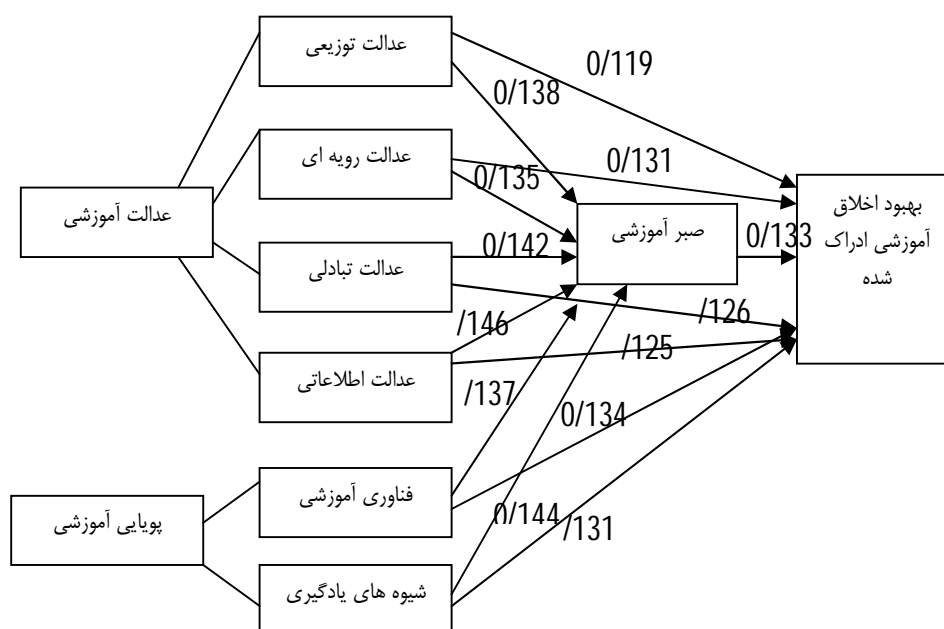 عدالت توزیعی
0/119
0/138
عدالت رویه ای
0/131
0/135
بهبود اخلاق
آموزشی ادراک
شده
عدالت آموزشی
صبر آموزشی
0/133
0/142
عدالت تبادلی
/126
/146
/125
عدالت اطلاعاتی
/137
0/134
فناوری آموزشی
پویایی آموزشی
0/144
/131
شیوه های یادگیری